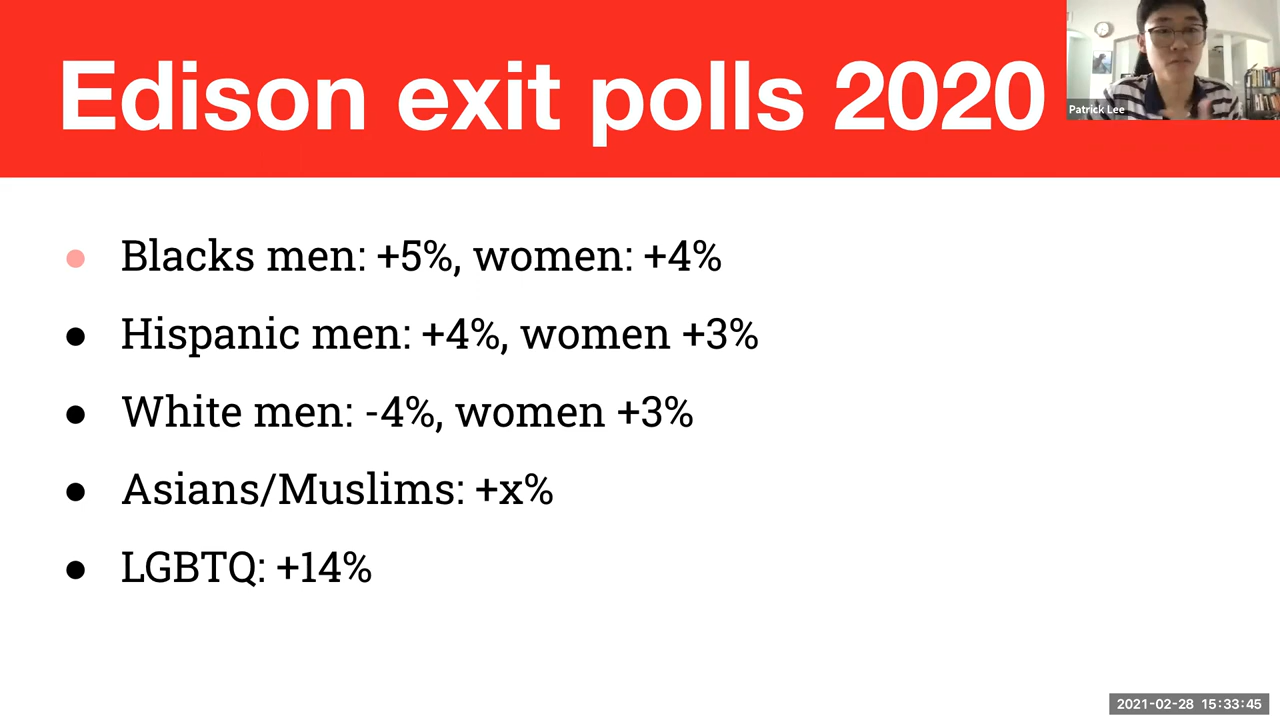 Edison exit polls 2020
Patrick Lee
● Blacks men: +5%, women: +4%
● Hispanic men: +4%, women +3%
● White men: -4%, women +3%
● Asians/Muslims: +x%
● LGBTQ: +14%
2021-02-28 15:33:45